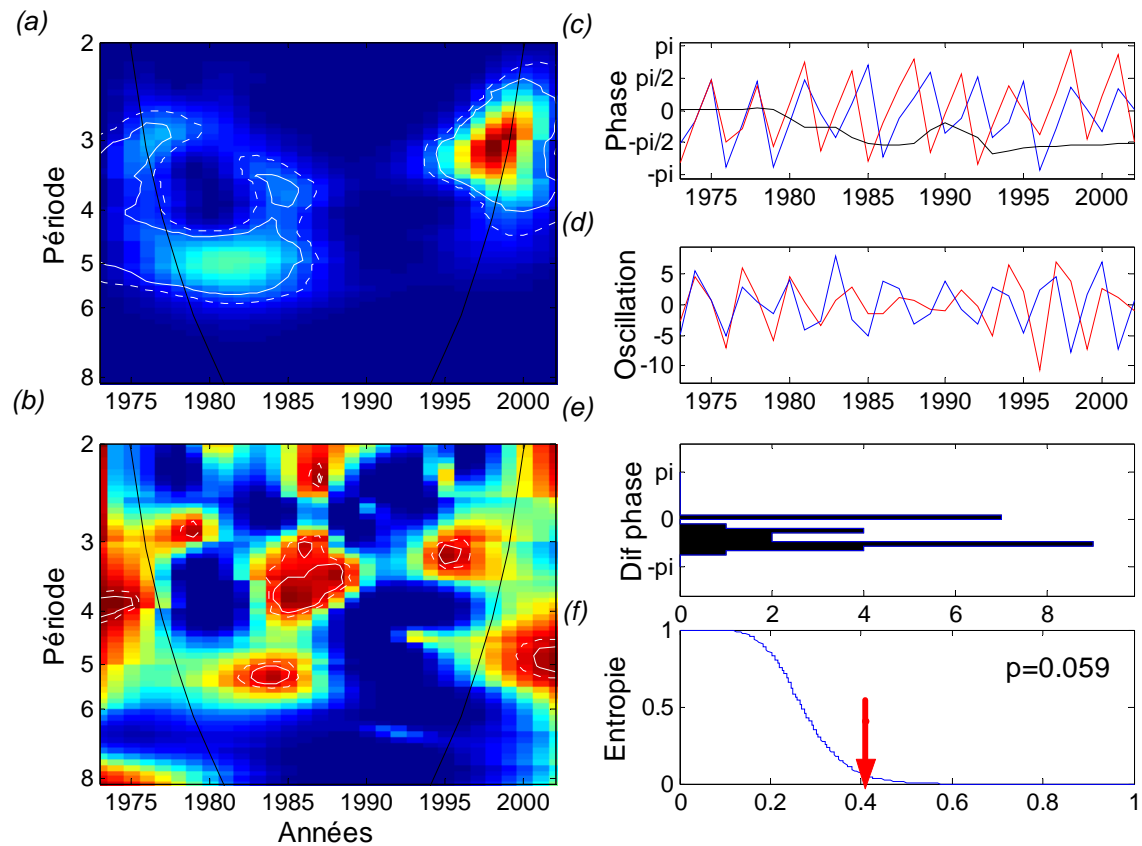 (a)
2
3
4
5
6
8
Période
1975 1980 1985 1990 1995 2000
(b)
2
3
4
5
6
8
Période
1975 1980 1985 1990 1995 2000
Années
(c)
pi
pi/2
0
-pi/2
-pi
Phase
1975 1980 1985 1990 1995 2000
(d)
5
0
-5
-10
Oscillation
1975 1980 1985 1990 1995 2000
(e)
pi
0
-pi
Dif phase
0 2 4 6 8
(f)
1
0.5
0
Entropie
p=0.059
0 0.2 0.4 0.6 0.8 1